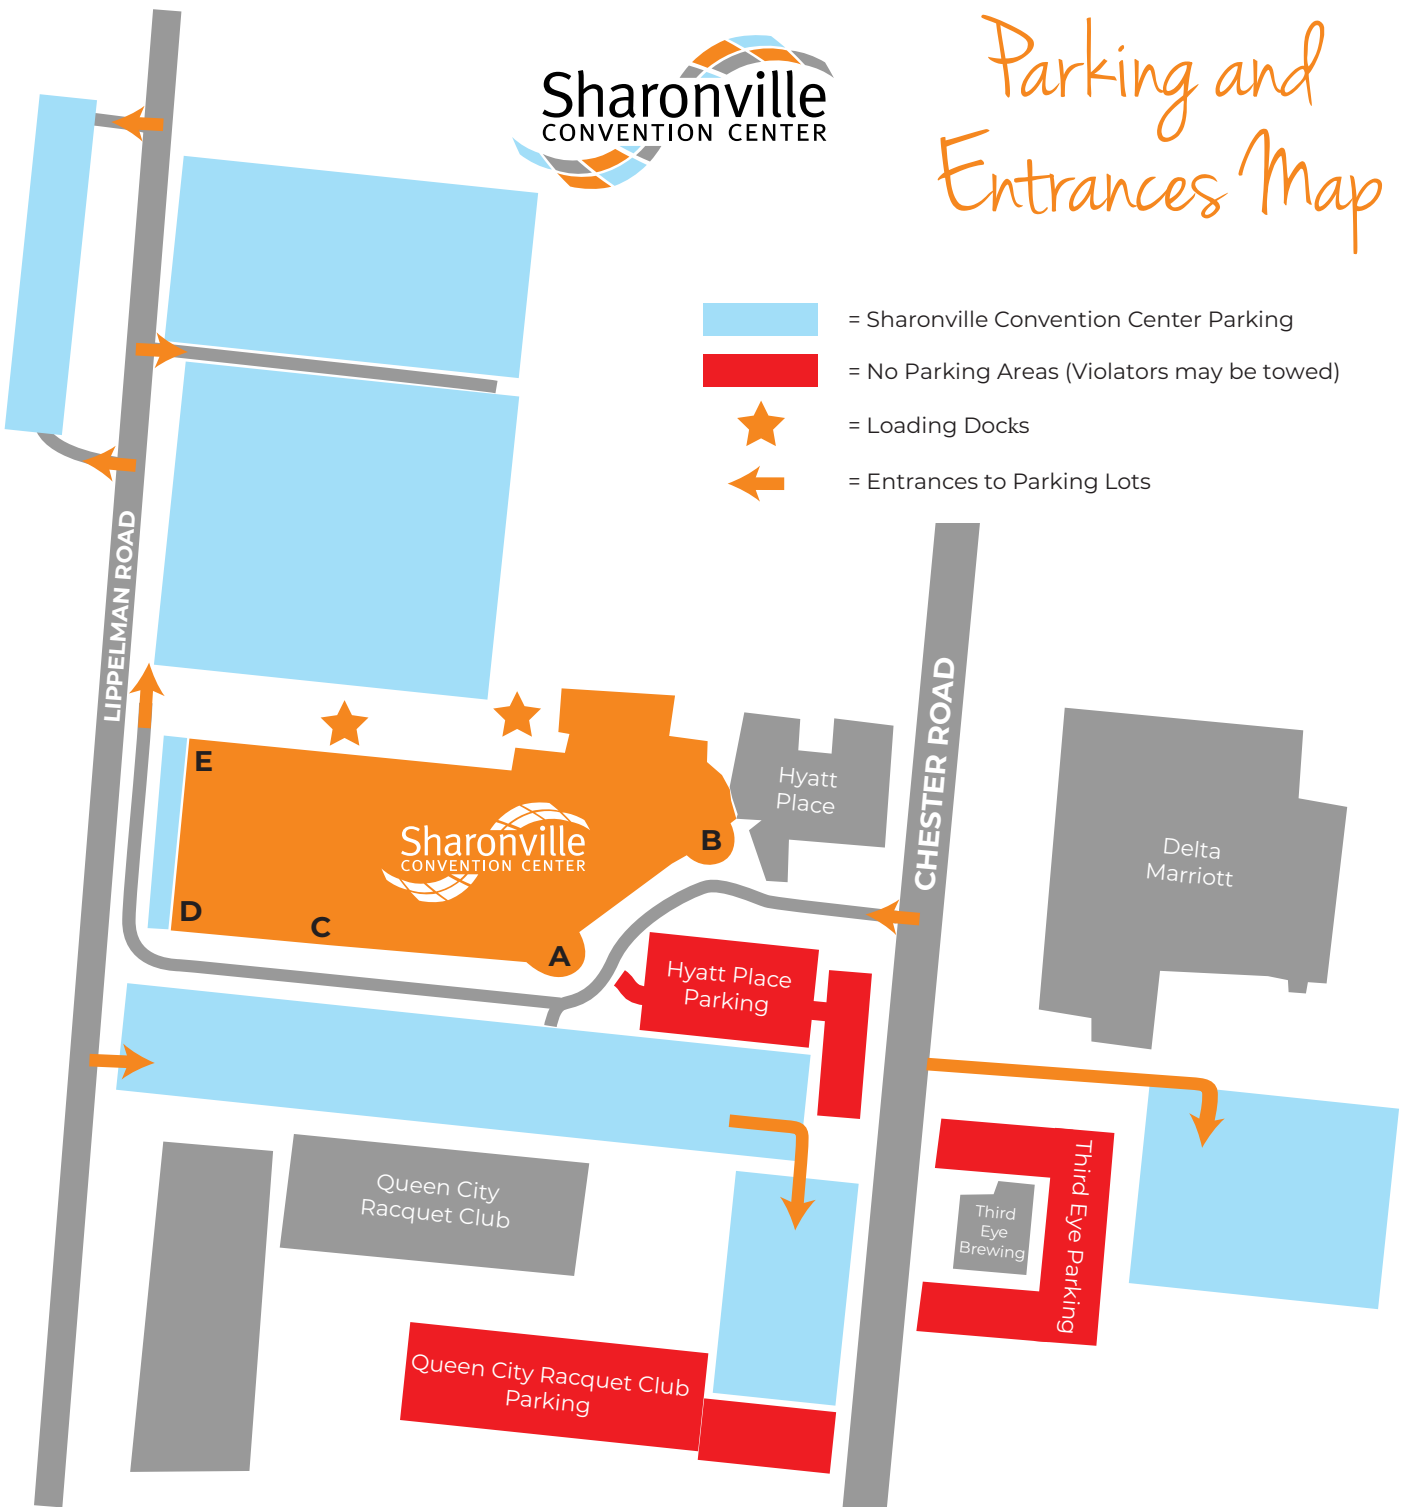 Sharonville
CONVENTION CENTER
Parking and
Entrances Map
= Sharonville Convention Center Parking
= No Parking Areas (Violators may be towed)
= Loading Docks
= Entrances to Parking Lots
LIPPELMAN ROAD
CHESTER ROAD
E
Hyatt
Place
Sharonville
CONVENTION CENTER
B
Delta
Marriott
D
C
A
Hyatt Place
Parking
Queen City
Racquet Club
Third
Eye
Brewing
Third Eye Parking
Queen City Racquet Club
Parking